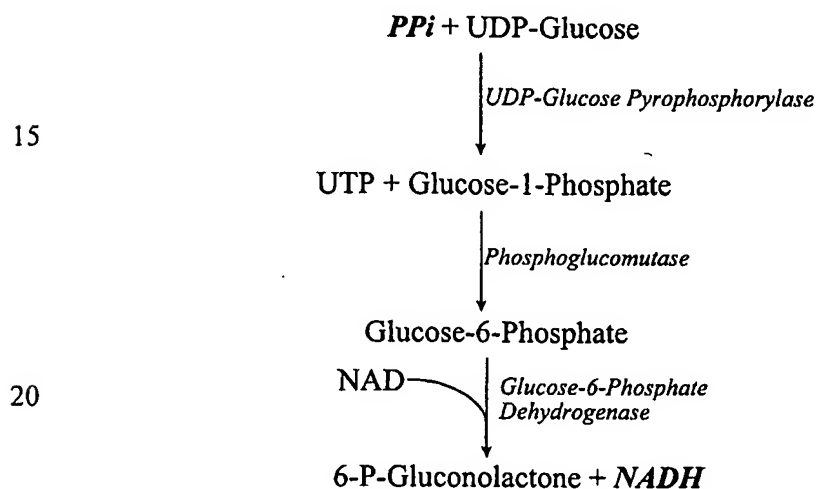 PPi + UDP-Glucose
UDP-Glucose Pyrophosphorylase
15
UTP + Glucose-1-Phosphate
Phosphoglucomutase
Glucose-6-Phosphate
20
NAD
Glucose-6-Phosphate
Dehydrogenase
6-P-Gluconolactone + NADH